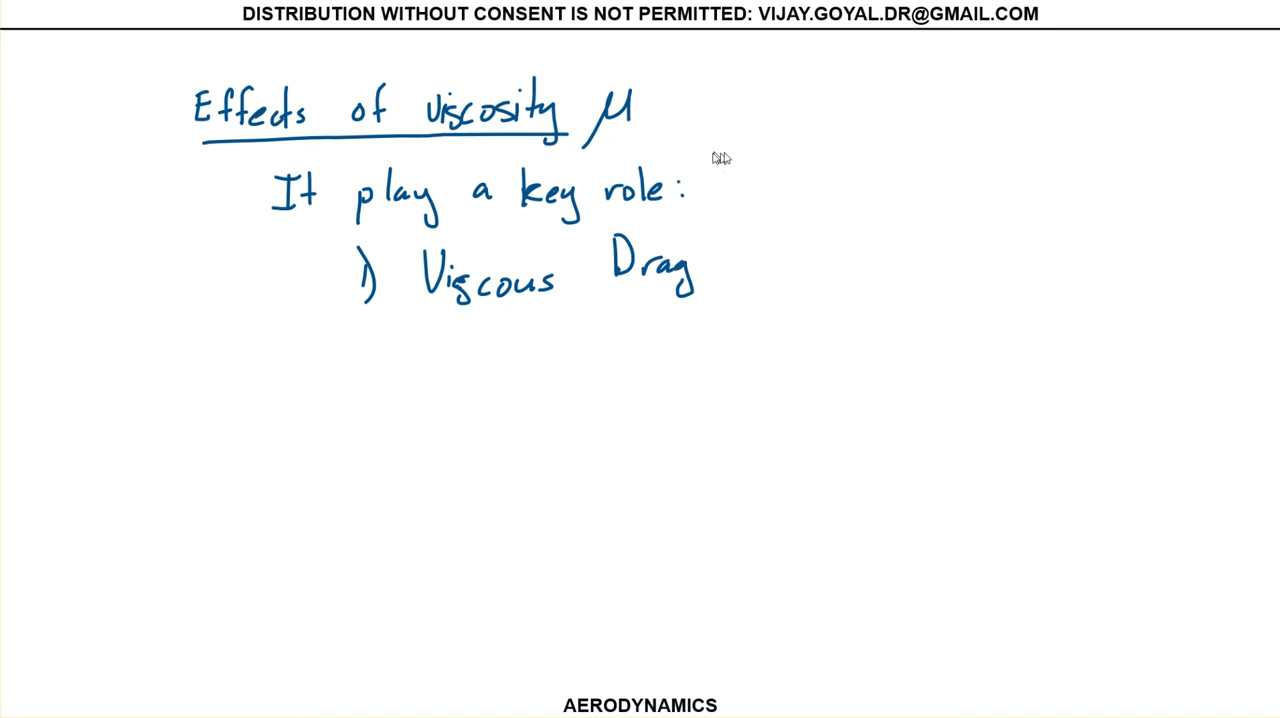 DISTRIBUTION WITHOUT CONSENT IS NOT PERMITTED: VIJAY.GOYAL.DR@GMAIL.COM
Effects of viscosity μ
It play a key role:
1) Viscous Drag
AERODYNAMICS